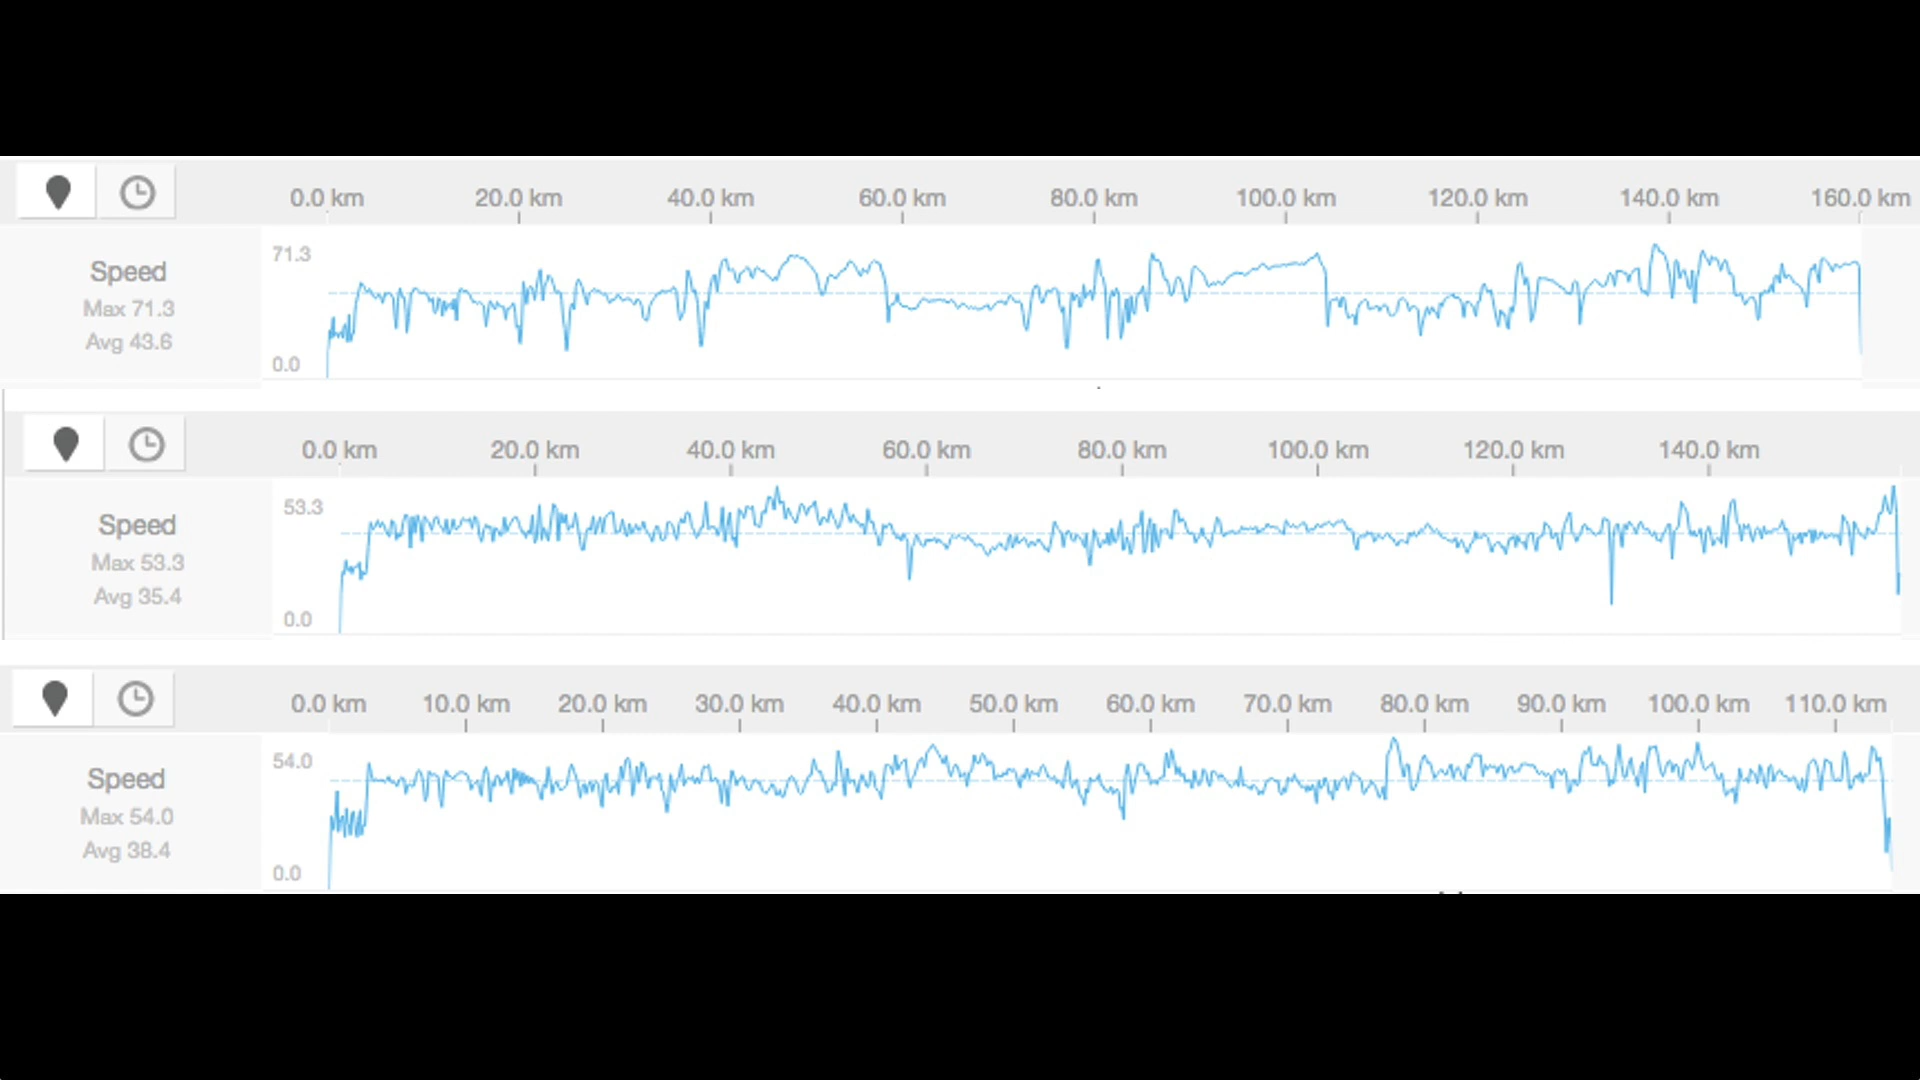 0.0 km 20.0 km 40.0 km 60.0 km 80.0 km 100.0 km 120.0 km 140.0 km 160.0 km
71.3
Speed
Max 71.3
Avg 43.6
0.0
0.0 km 20.0 km 40.0 km 60.0 km 80.0 km 100.0 km 120.0 km 140.0 km
53.3
Speed
Max 53.3
Avg 35.4
0.0
0.0 km 10.0 km 20.0 km 30.0 km 40.0 km 50.0 km 60.0 km 70.0 km 80.0 km 90.0 km 100.0 km 110.0 km
54.0
Speed
Max 54.0
Avg 38.4
0.0